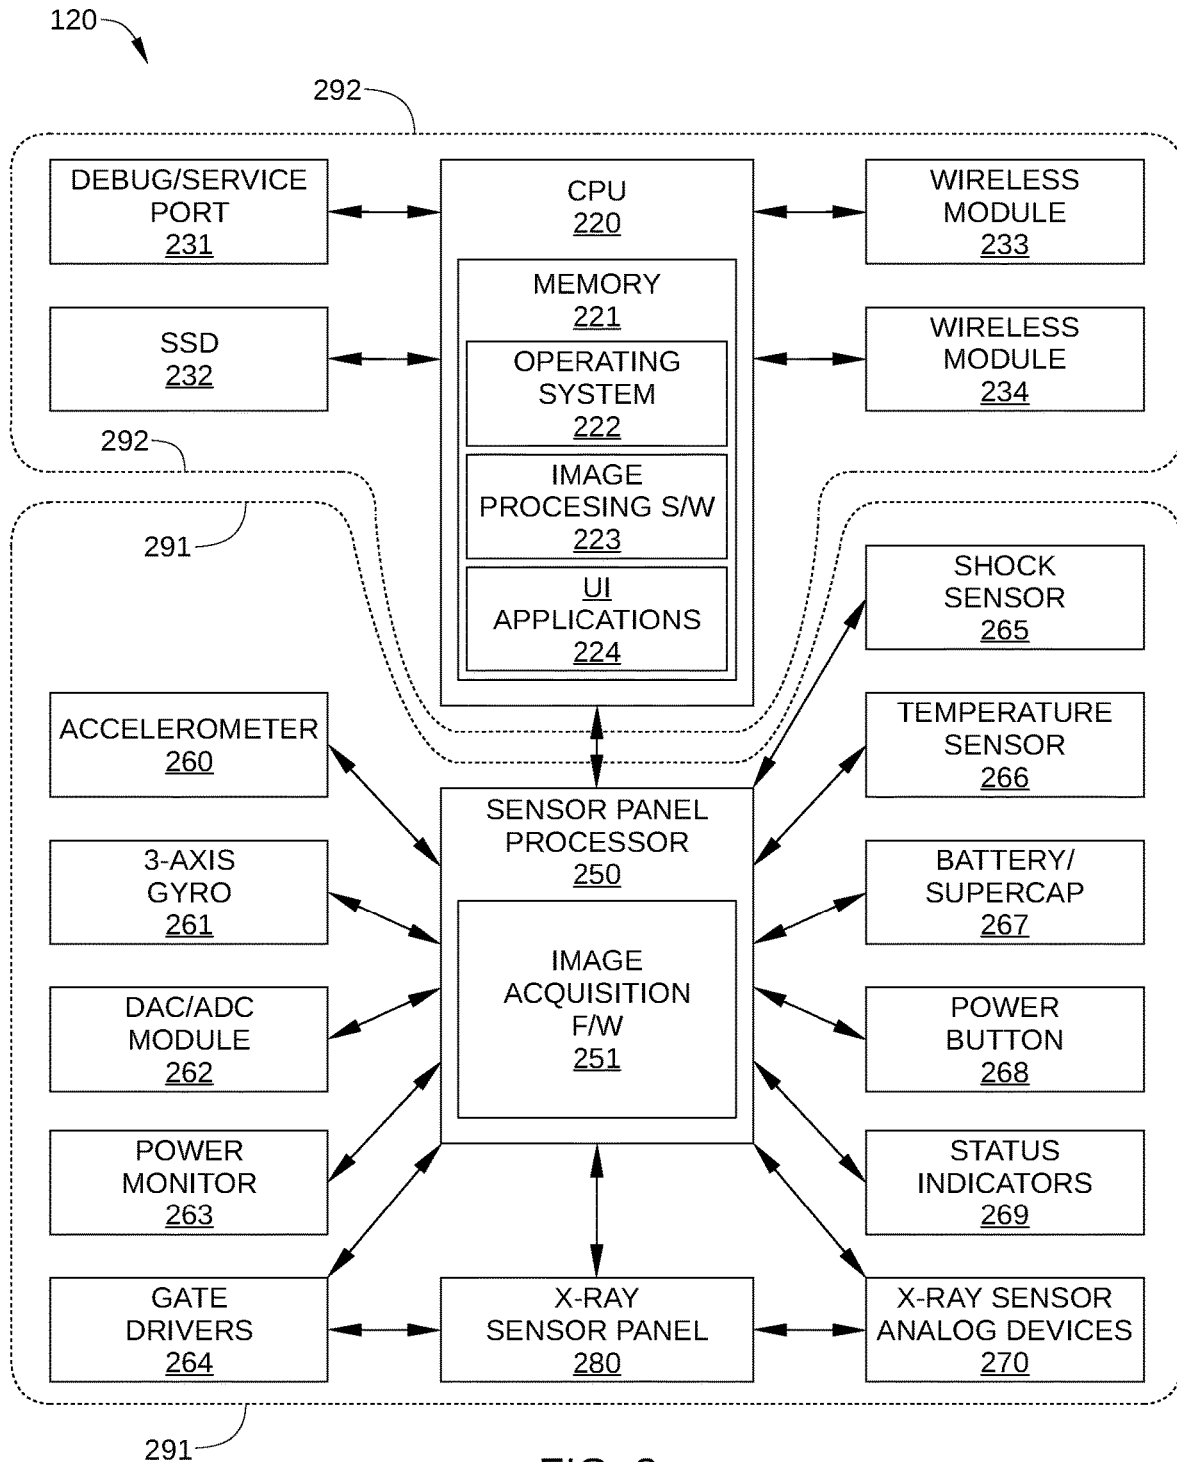 120
292
DEBUG/SERVICE
PORT
231
CPU
220
WIRELESS
MODULE
233
MEMORY
221
SSD
232
OPERATING
SYSTEM
222
WIRELESS
MODULE
234
292
IMAGE
PROCESING S/W
223
291
UI
APPLICATIONS
224
SHOCK
SENSOR
265
ACCELEROMETER
260
TEMPERATURE
SENSOR
266
SENSOR PANEL
PROCESSOR
250
3-AXIS
GYRO
261
BATTERY/
SUPERCAP
267
IMAGE
ACQUISITION
F/W
251
DAC/ADC
MODULE
262
POWER
BUTTON
268
POWER
MONITOR
263
STATUS
INDICATORS
269
GATE
DRIVERS
264
X-RAY
SENSOR PANEL
280
X-RAY SENSOR
ANALOG DEVICES
270
291